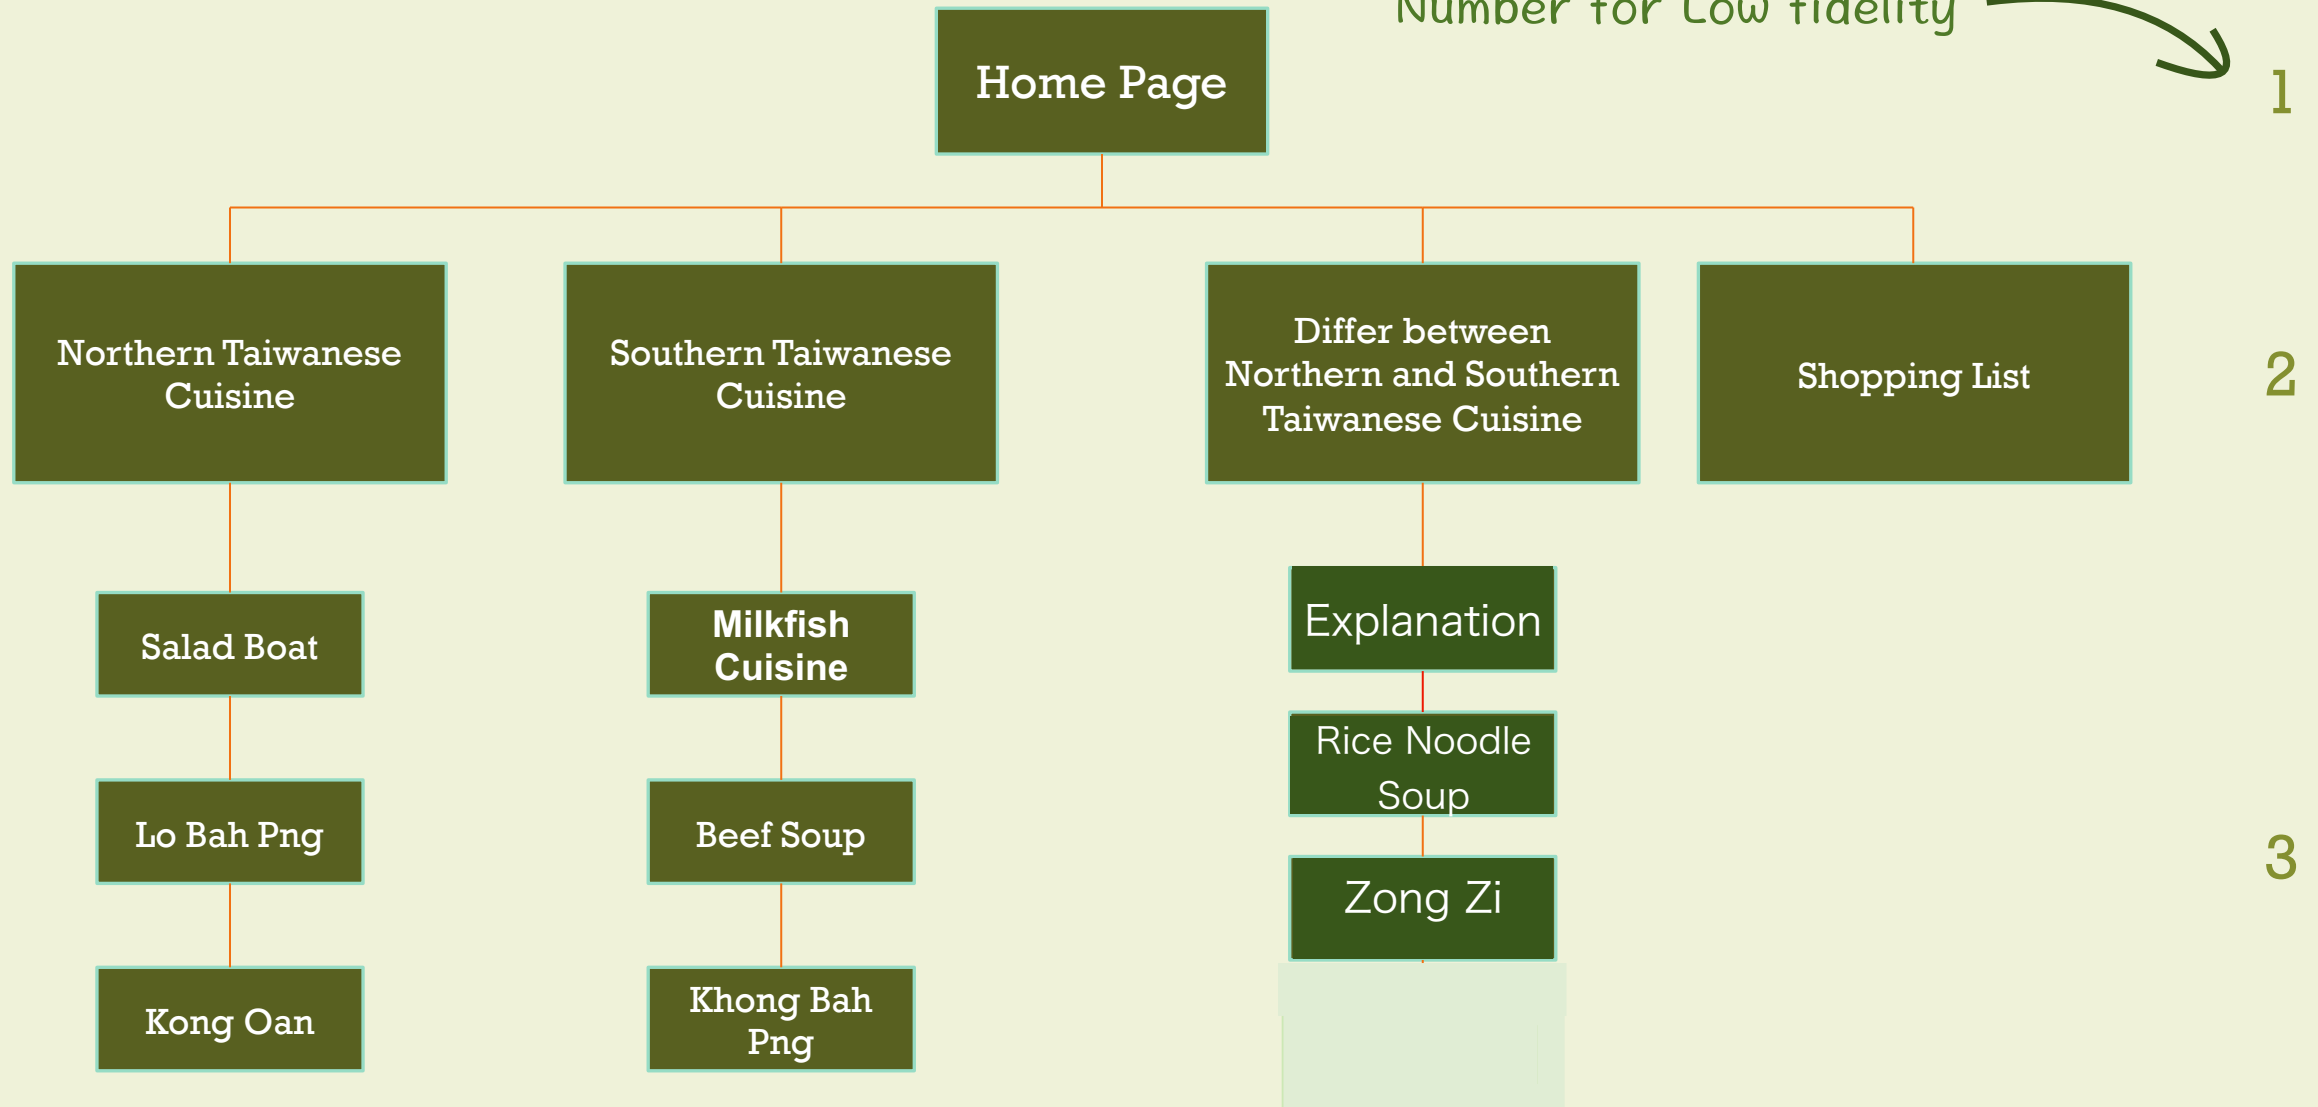 Number for Low fidelity
Home Page
1
Northern Taiwanese
Cuisine
Southern Taiwanese
Cuisine
Differ between
Northern and Southern
Taiwanese Cuisine
Shopping List
2
Salad Boat
Lo Bah Png
Kong Oan
Milkfish
Cuisine
Beef Soup
Khong Bah
Png
Explanation
Rice Noodle
Soup
Zong Zi
3